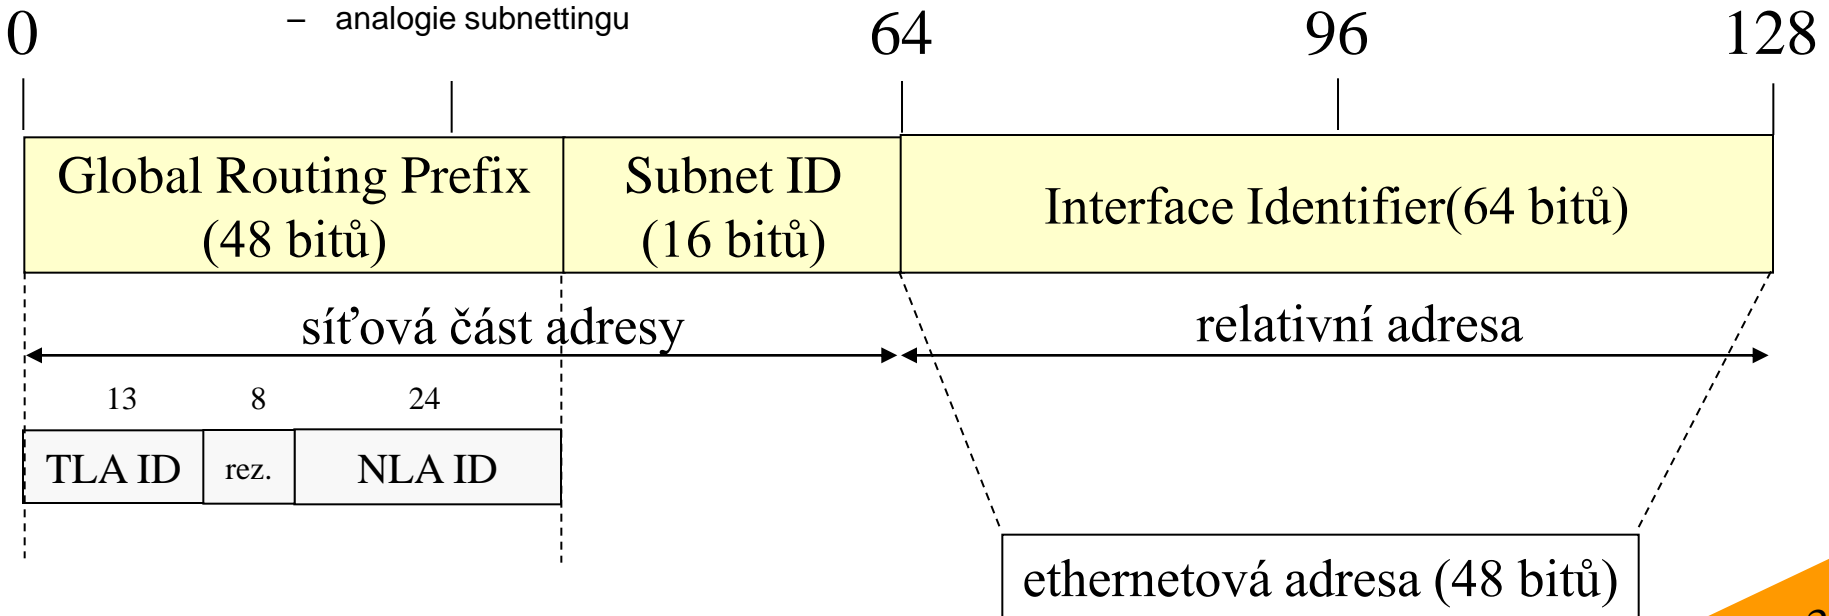 – analogie subnettingu
0 64 96 128
Global Routing Prefix
(48 bitů)
Subnet ID
(16 bitů)
Interface Identifier(64 bitů)
síťová část adresy
relativní adresa
13 8 24
TLA ID rez. NLA ID
ethernetová adresa (48 bitů)